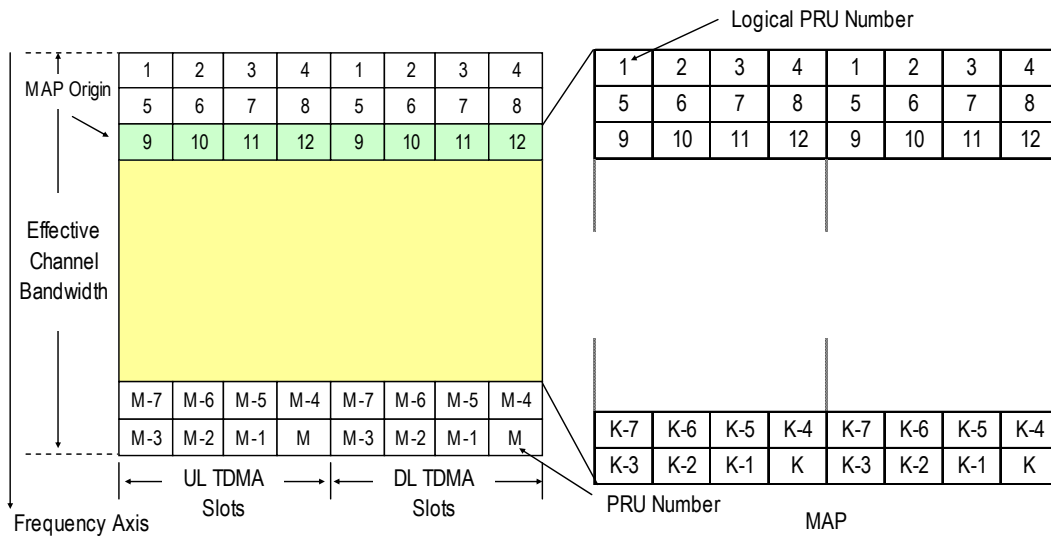 Logical PRU Number
1 2 3 4 1 2 3 4
5 6 7 8 5 6 7 8
9 10 11 12 9 10 11 12
MAP Origin
Effective
Channel
Bandwidth
M-7 M-6 M-5 M-4 M-7 M-6 M-5 M-4
M-3 M-2 M-1 M M-3 M-2 M-1 M
UL TDMA
Slots
DL TDMA
Slots
PRU Number
Frequency Axis
1 2 3 4 1 2 3 4
5 6 7 8 5 6 7 8
9 10 11 12 9 10 11 12
K-7 K-6 K-5 K-4 K-7 K-6 K-5 K-4
K-3 K-2 K-1 K K-3 K-2 K-1 K
MAP